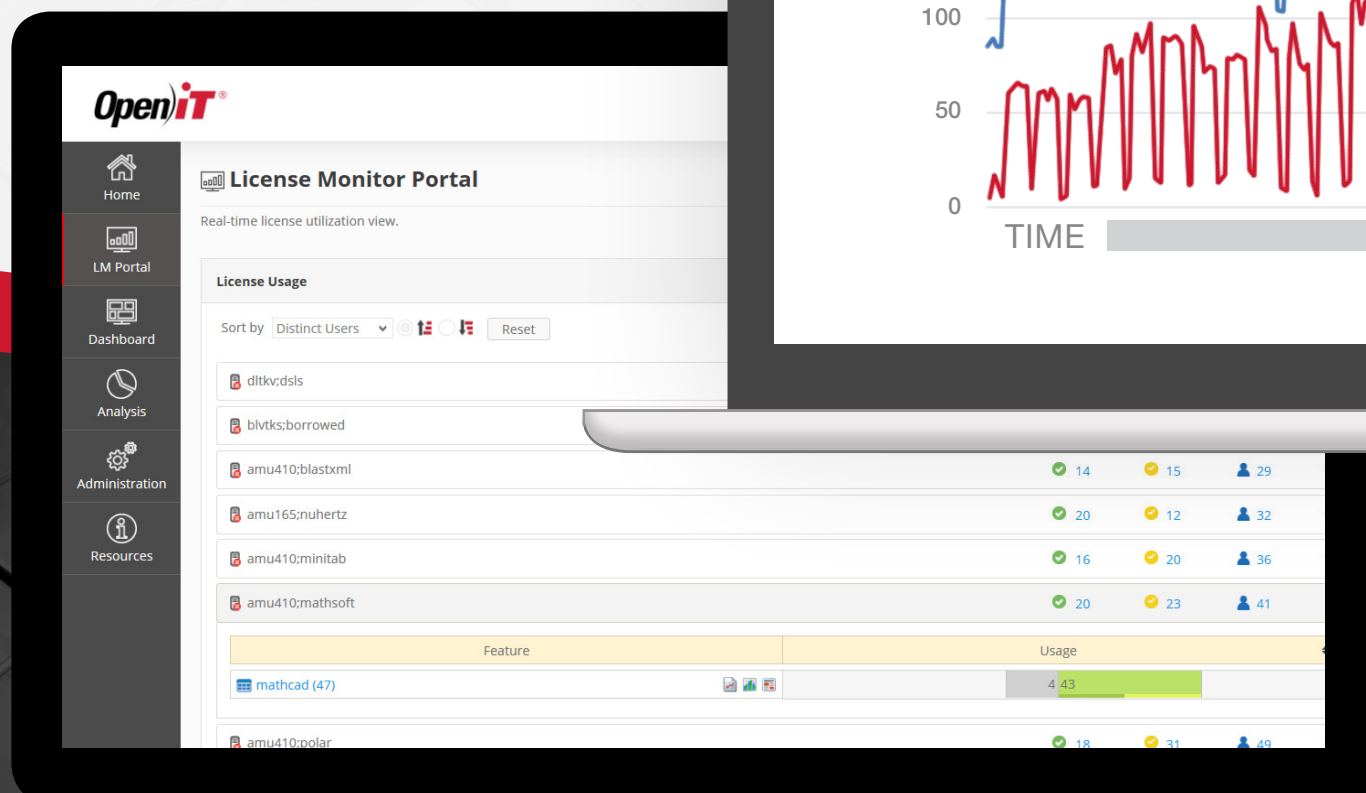 100
50
0
TIME
OpeniT®
Home
LM Portal
Dashboard
Analysis
Administration
Resources
License Monitor Portal
Real-time license utilization view.
License Usage
Sort by Distinct Users Reset
dltkv;dsls
blvtks;borrowed
amu410;blastxml 14 15 29
amu165;nuhertz 20 12 32
amu410;minitab 16 20 36
amu410;mathsoft 20 23 41
Feature Usage
mathcad (47) 4 43
amu410;polar 18 31 49